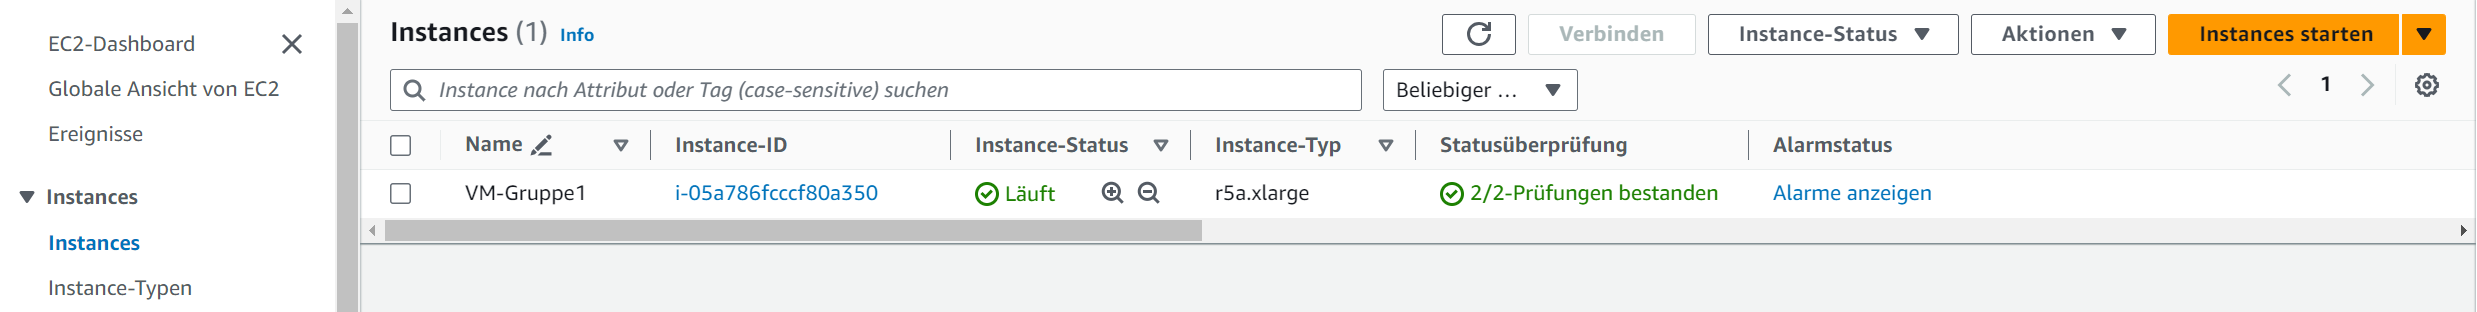 EC2-Dashboard
Globale Ansicht von EC2
Ereignisse
Instances
Instances
Instance-Typen
Instances (1) Info
Verbinden
Instance-Status
Aktionen
Instances starten
Instance nach Attribut oder Tag (case-sensitive) suchen
Beliebiger ...
1
Name Instance-ID Instance-Status Instance-Typ Statusüberprüfung Alarmstatus
VM-Gruppe1 i-05a786fcccf80a350 Läuft r5a.xlarge 2/2-Prüfungen bestanden Alarme anzeigen